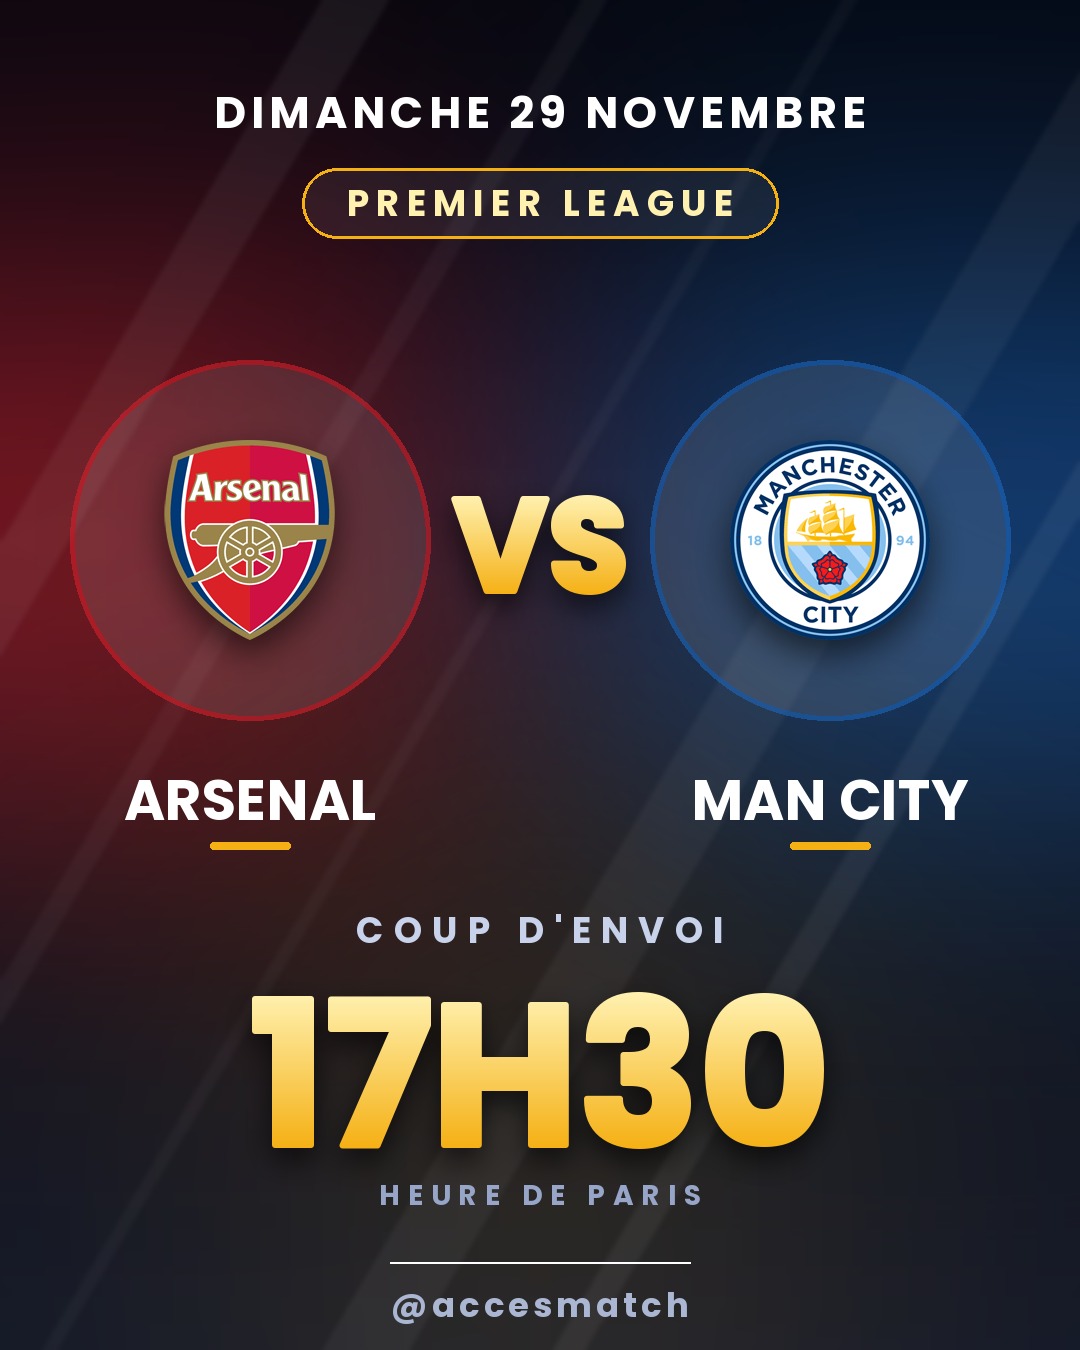 DIMANCHE 29 NOVEMBRE
PREMIER LEAGUE
Arsenal
VS
MANCHESTER
18 94
CITY
ARSENAL
MAN CITY
COUP D'ENVOI
17H30
HEURE DE PARIS
@accesmatch